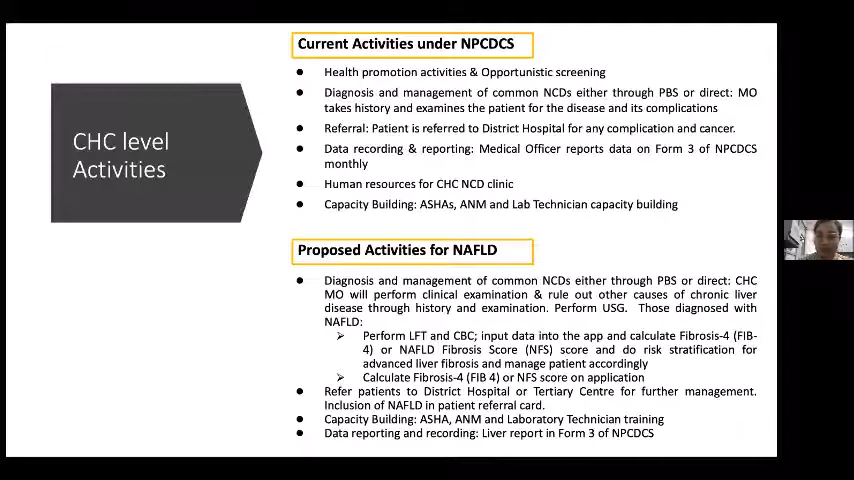 CHC level
Activities
Current Activities under NPCDCS
● Health promotion activities & Opportunistic screening
● Diagnosis and management of common NCDs either through PBS or direct: MO
takes history and examines the patient for the disease and its complications
● Referral: Patient is referred to District Hospital for any complication and cancer.
● Data recording & reporting: Medical Officer reports data on Form 3 of NPCDCS
monthly
● Human resources for CHC NCD clinic
● Capacity Building: ASHAs, ANM and Lab Technician capacity building
Proposed Activities for NAFLD
● Diagnosis and management of common NCDs either through PBS or direct: CHC
MO will perform clinical examination & rule out other causes of chronic liver
disease through history and examination. Perform USG. Those diagnosed with
NAFLD:
➢ Perform LFT and CBC; input data into the app and calculate Fibrosis-4 (FIB-
4) or NAFLD Fibrosis Score (NFS) score and do risk stratification for
advanced liver fibrosis and manage patient accordingly
➢ Calculate Fibrosis-4 (FIB 4) or NFS score on application
● Refer patients to District Hospital or Tertiary Centre for further management.
Inclusion of NAFLD in patient referral card.
● Capacity Building: ASHA, ANM and Laboratory Technician training
● Data reporting and recording: Liver report in Form 3 of NPCDCS